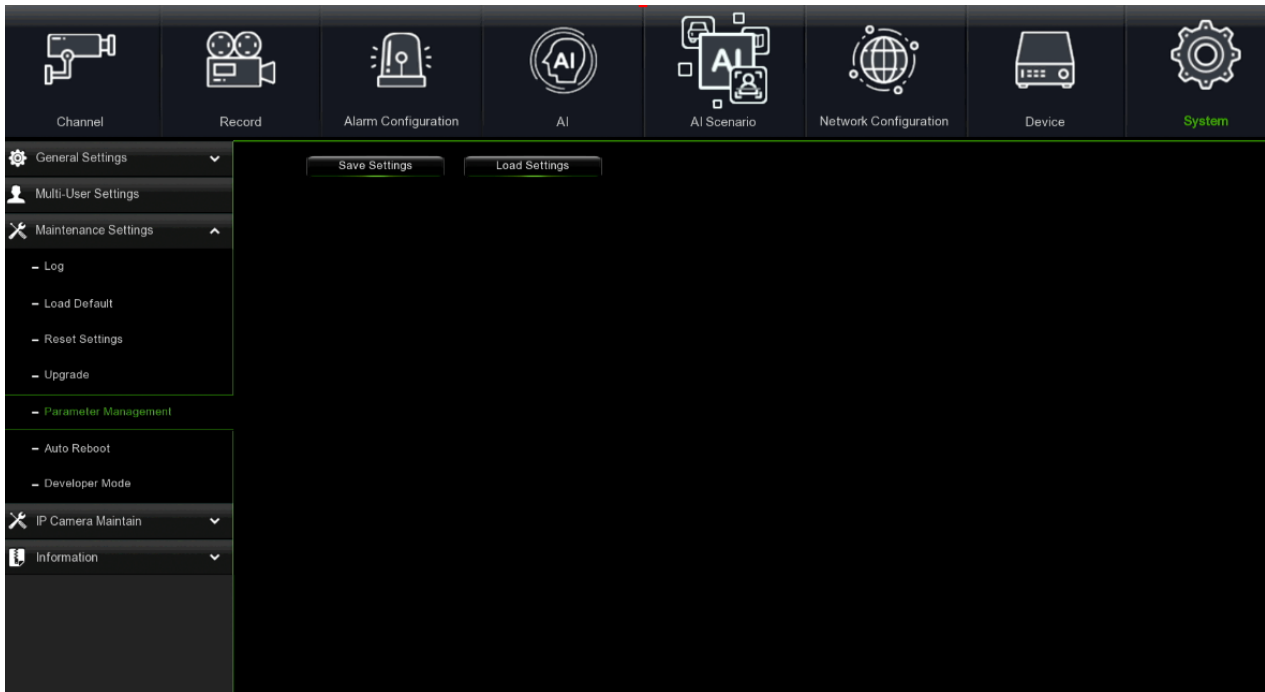 AI
AI
Channel
Record
Alarm Configuration
AI
AI Scenario
Network Configuration
Device
System
General Settings
Multi-User Settings
Maintenance Settings
Log
Load Default
Reset Settings
Upgrade
Parameter Management
Auto Reboot
Developer Mode
IP Camera Maintain
Information
Save Settings
Load Settings